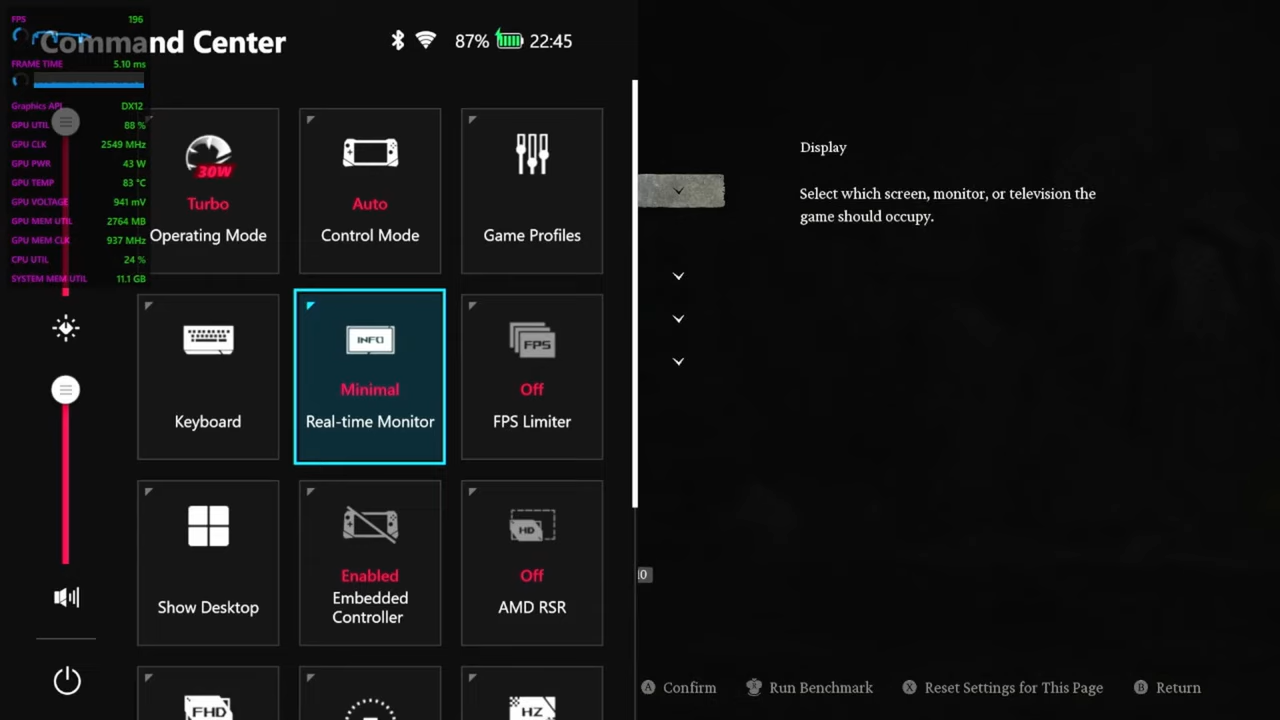 FPS 196
Command Center
87% 22:45
FRAME TIME 5.10 ms
Graphics API DX12
GPU UTIL 88 %
GPU CLK 2549 MHz
GPU PWR 43 W
GPU TEMP 83 °C
GPU VOLTAGE 941 mV
GPU MEM UTIL 2764 MB
GPU MEM CLK 937 MHz
CPU UTIL 24 %
SYSTEM MEM UTIL 11.1 GB
30W
Turbo
Operating Mode
Auto
Control Mode
Game Profiles
Keyboard
INFO
Minimal
Real-time Monitor
FPS
Off
FPS Limiter
Show Desktop
Enabled
Embedded
Controller
HD
Off
AMD RSR
FHD
HZ
Display
Select which screen, monitor, or television the
game should occupy.
A Confirm
Run Benchmark
X Reset Settings for This Page
B Return